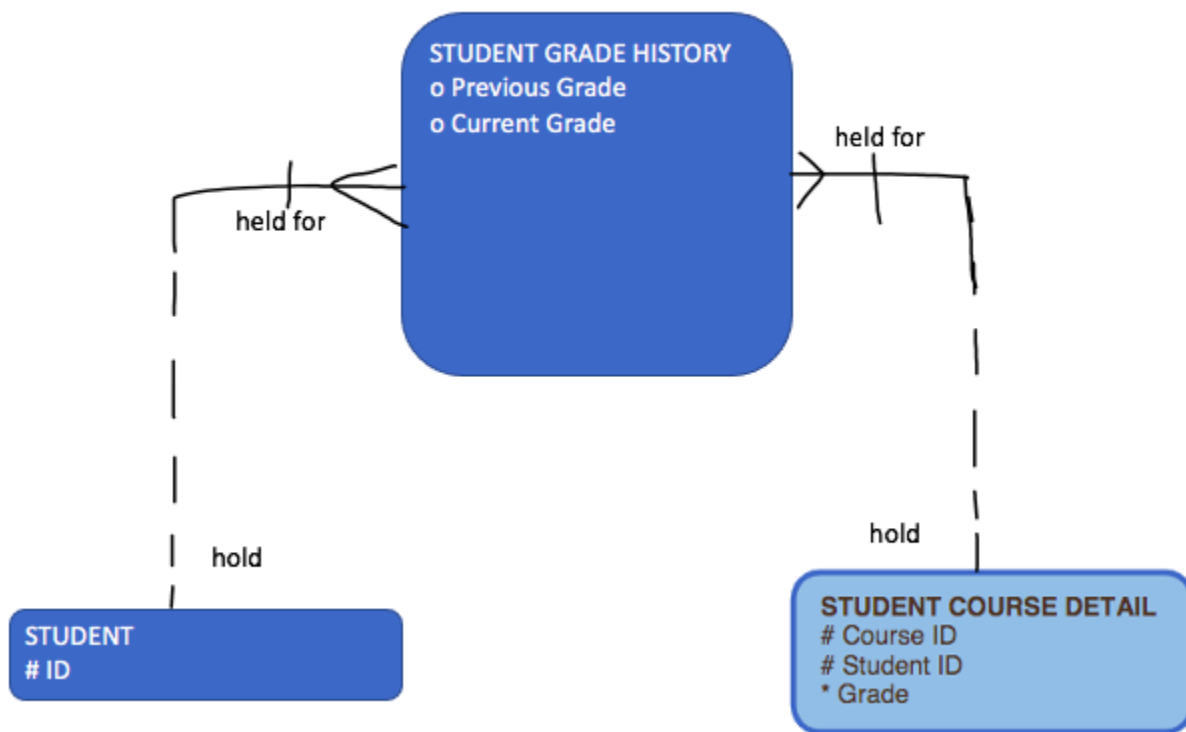 STUDENT GRADE HISTORY
o Previous Grade
o Current Grade
held for
held for
hold
hold
STUDENT
# ID
STUDENT COURSE DETAIL
# Course ID
# Student ID
* Grade